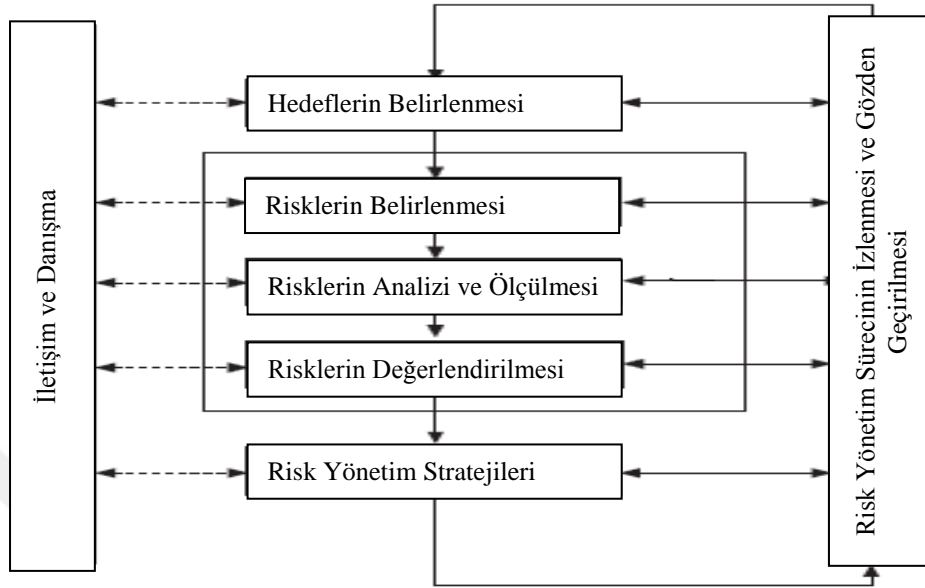 İletişim ve Danışma
Hedeflerin Belirlenmesi
Risklerin Belirlenmesi
Risklerin Analizi ve Ölçülmesi
Risklerin Değerlendirilmesi
Risk Yönetim Stratejileri
Risk Yönetim Sürecinin İzlenmesi ve Gözden
Geçirilmesi